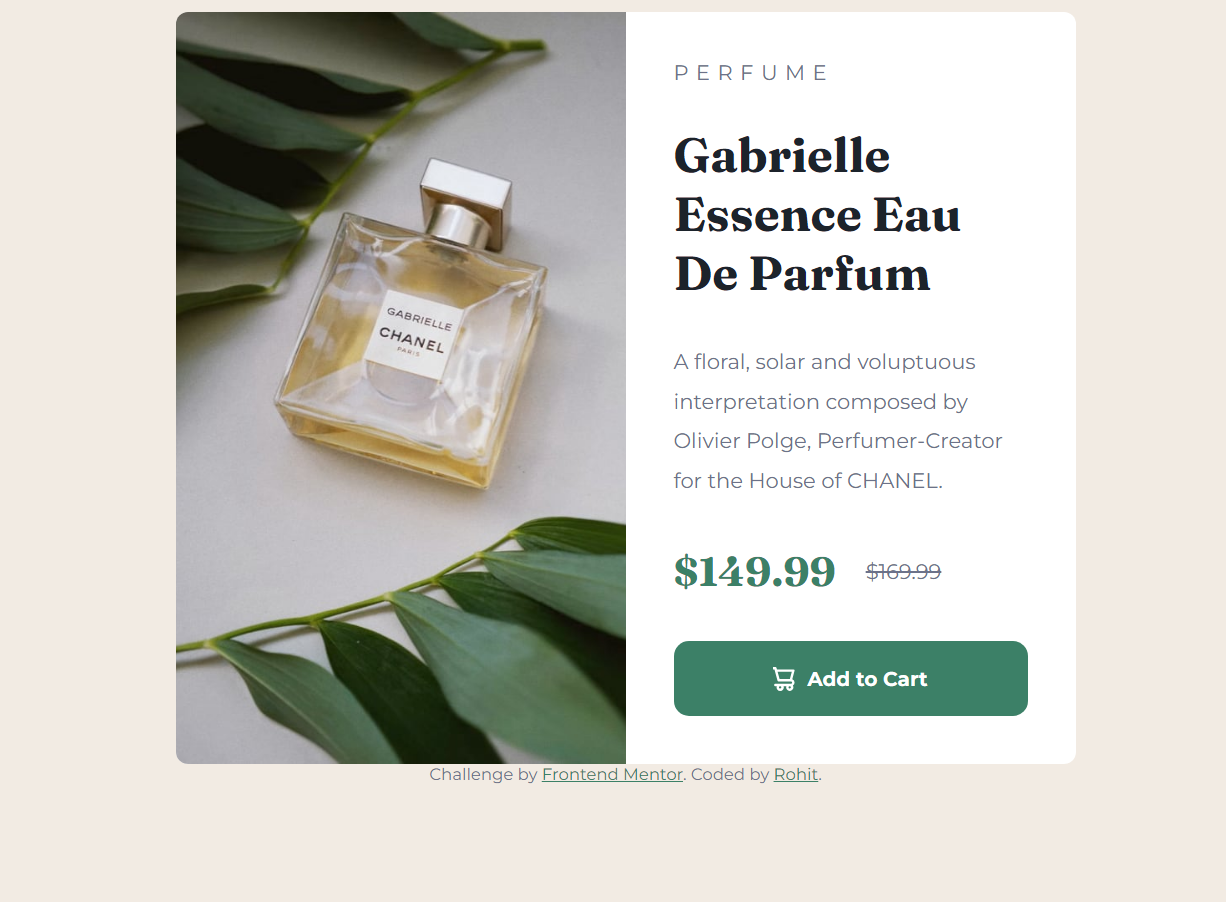 PERFUME
Gabrielle
Essence Eau
De Parfum
GABRIELLE
CHANEL
PARIS
A floral, solar and voluptuous
interpretation composed by
Olivier Polge, Perfumer-Creator
for the House of CHANEL.
$149.99 $169.99
Add to Cart
Challenge by Frontend Mentor. Coded by Rohit.